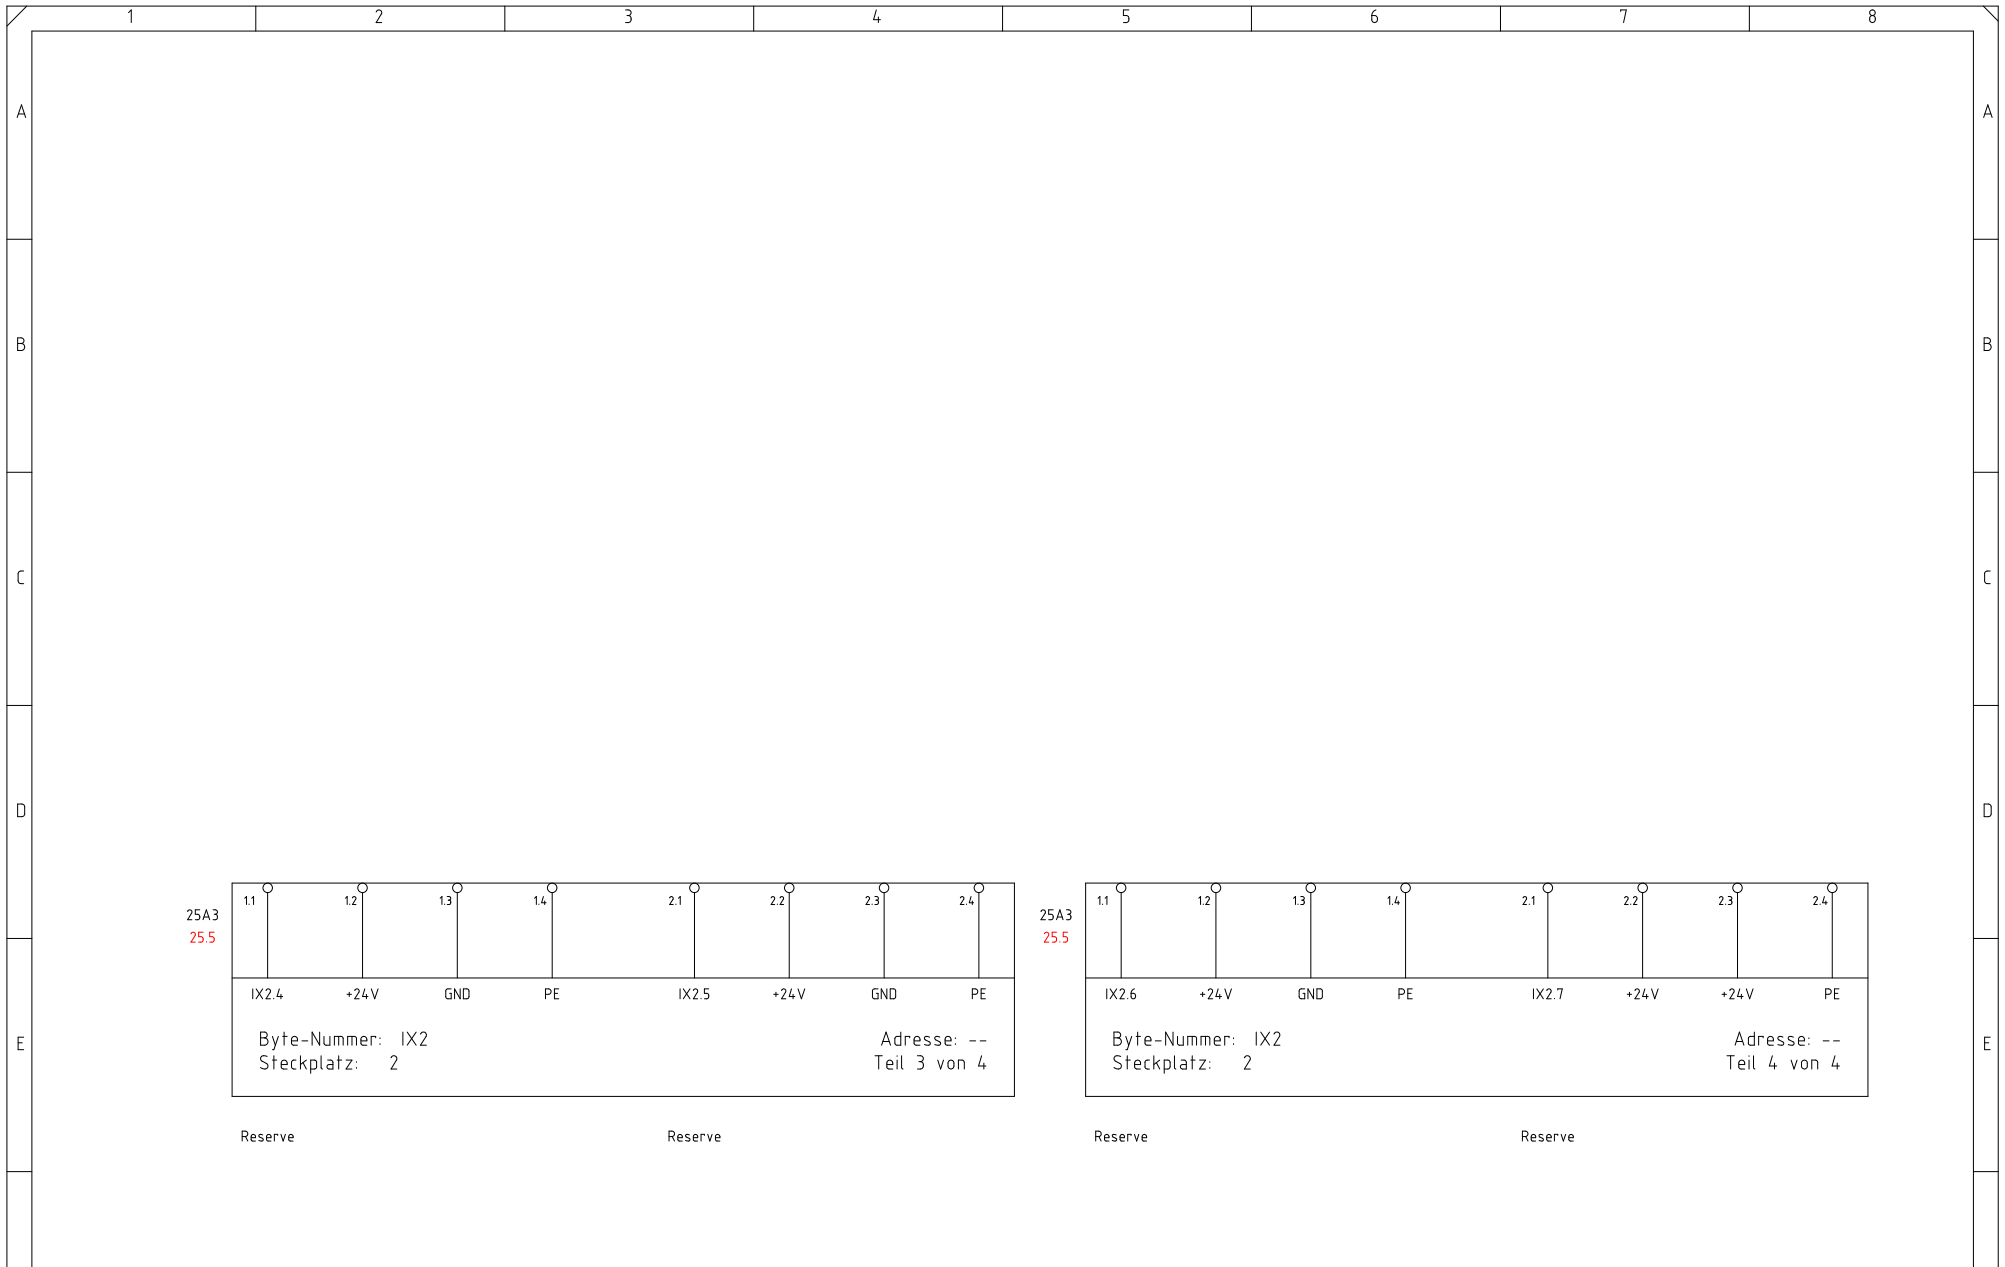 1 2 3 4 5 6 7 8
A A
B B
C C
D D
1.1 1.2 1.3 1.4 2.1 2.2 2.3 2.4 1.1 1.2 1.3 1.4 2.1 2.2 2.3 2.4
25A3 25A3
25.5 25.5
IX2.4 +24V GND PE IX2.5 +24V GND PE IX2.6 +24V GND PE IX2.7 +24V +24V PE
Byte-Nummer: IX2 Adresse: -- Byte-Nummer: IX2 Adresse: --
E E
Steckplatz: 2 Teil 3 von 4 Steckplatz: 2 Teil 4 von 4
Reserve Reserve Reserve Reserve